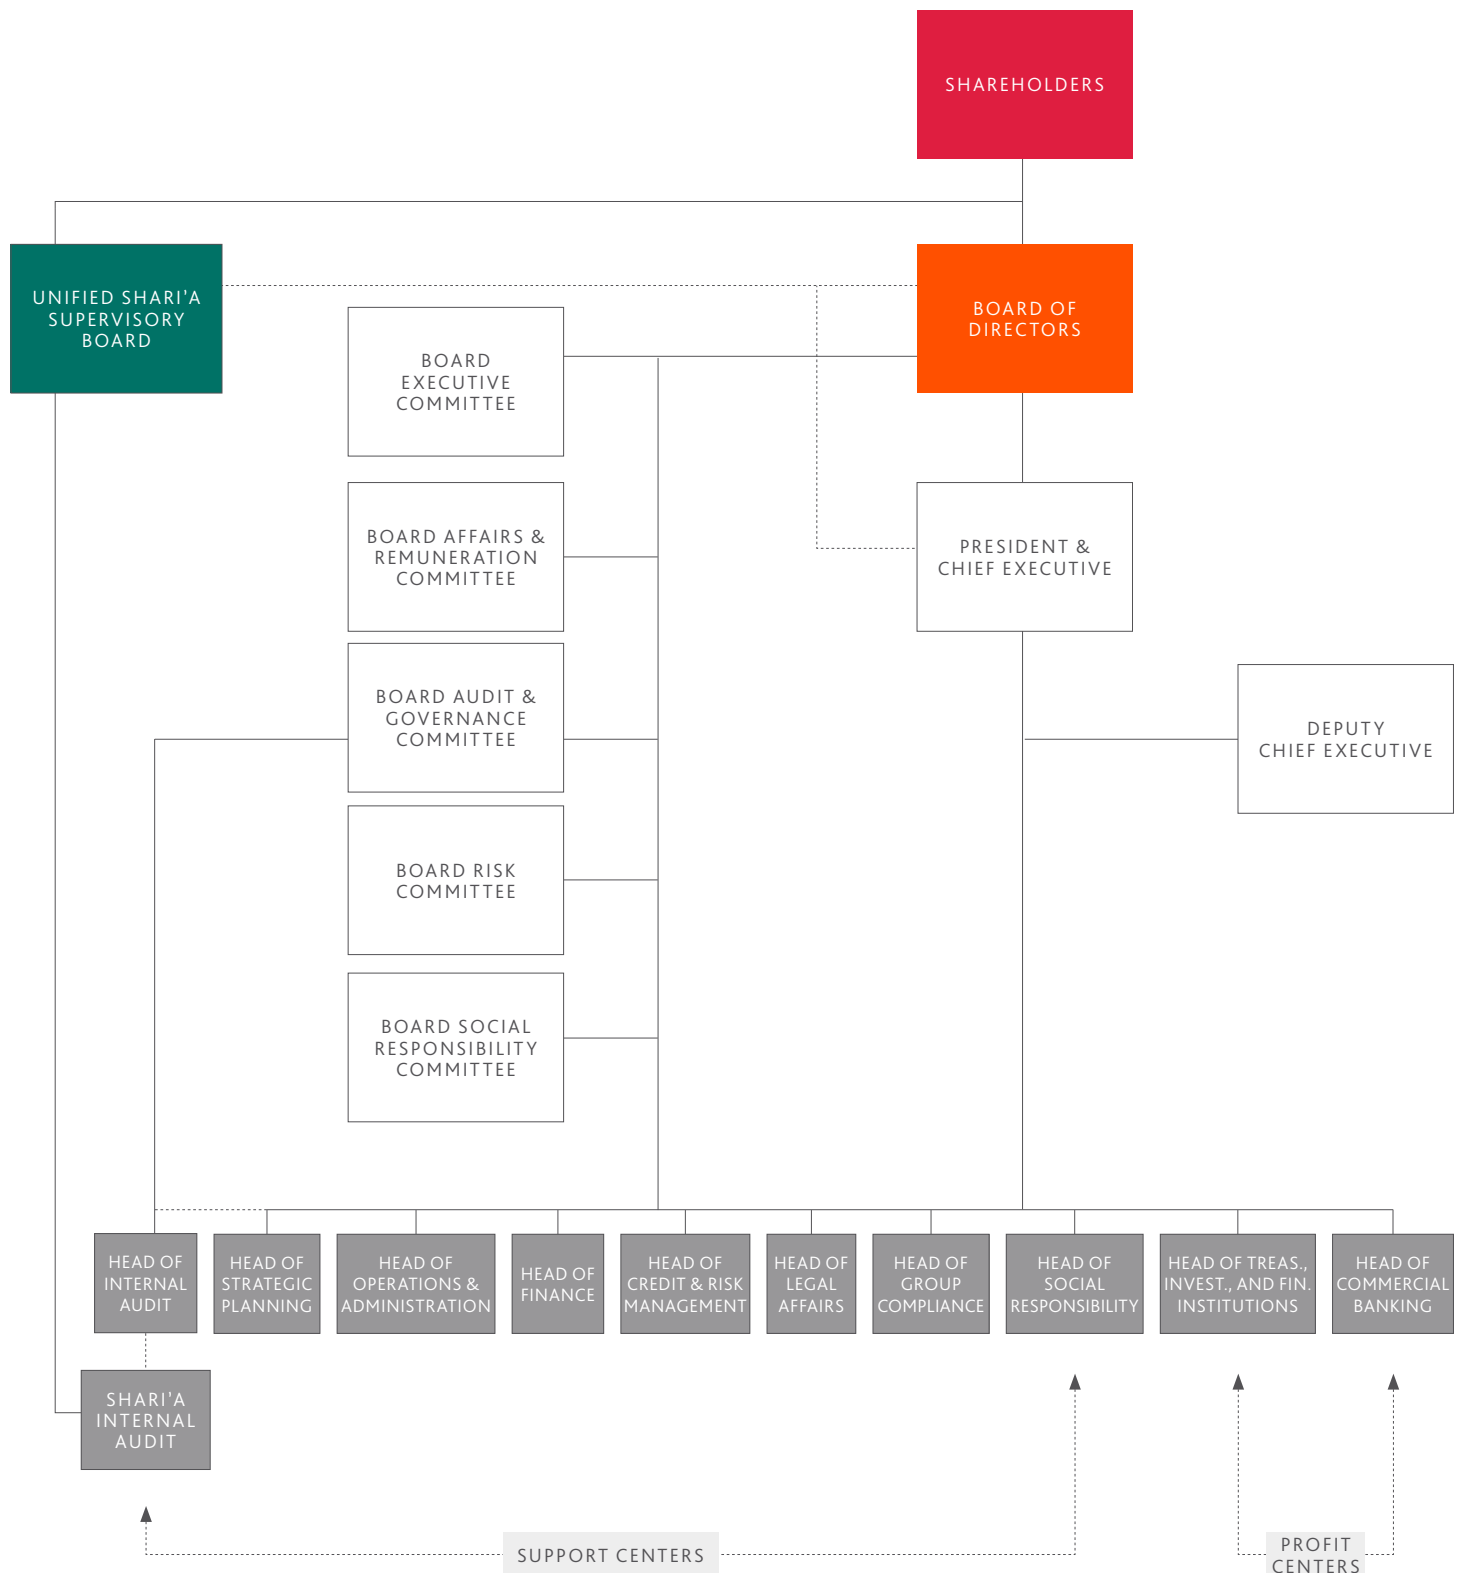 SHAREHOLDERS
UNIFIED SHARI'A
SUPERVISORY
BOARD
BOARD OF
DIRECTORS
BOARD
EXECUTIVE
COMMITTEE
BOARD AFFAIRS &
REMUNERATION
COMMITTEE
PRESIDENT &
CHIEF EXECUTIVE
BOARD AUDIT &
GOVERNANCE
COMMITTEE
DEPUTY
CHIEF EXECUTIVE
BOARD RISK
COMMITTEE
BOARD SOCIAL
RESPONSIBILITY
COMMITTEE
HEAD OF
INTERNAL
AUDIT
HEAD OF
STRATEGIC
PLANNING
HEAD OF
OPERATIONS &
ADMINISTRATION
HEAD OF
FINANCE
HEAD OF
CREDIT & RISK
MANAGEMENT
HEAD OF
LEGAL
AFFAIRS
HEAD OF
GROUP
COMPLIANCE
HEAD OF
SOCIAL
RESPONSIBILITY
HEAD OF TREAS.,
INVEST., AND FIN.
INSTITUTIONS
HEAD OF
COMMERCIAL
BANKING
SHARI'A
INTERNAL
AUDIT
SUPPORT CENTERS
PROFIT
CENTERS